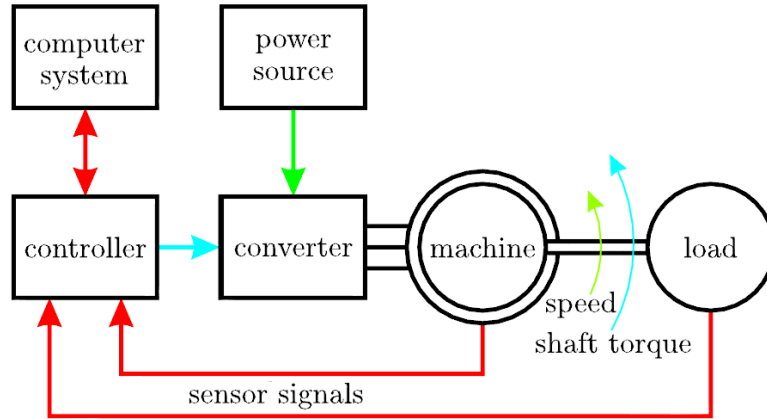 computer
system
power
source
controller
converter
machine
load
speed
shaft torque
sensor signals